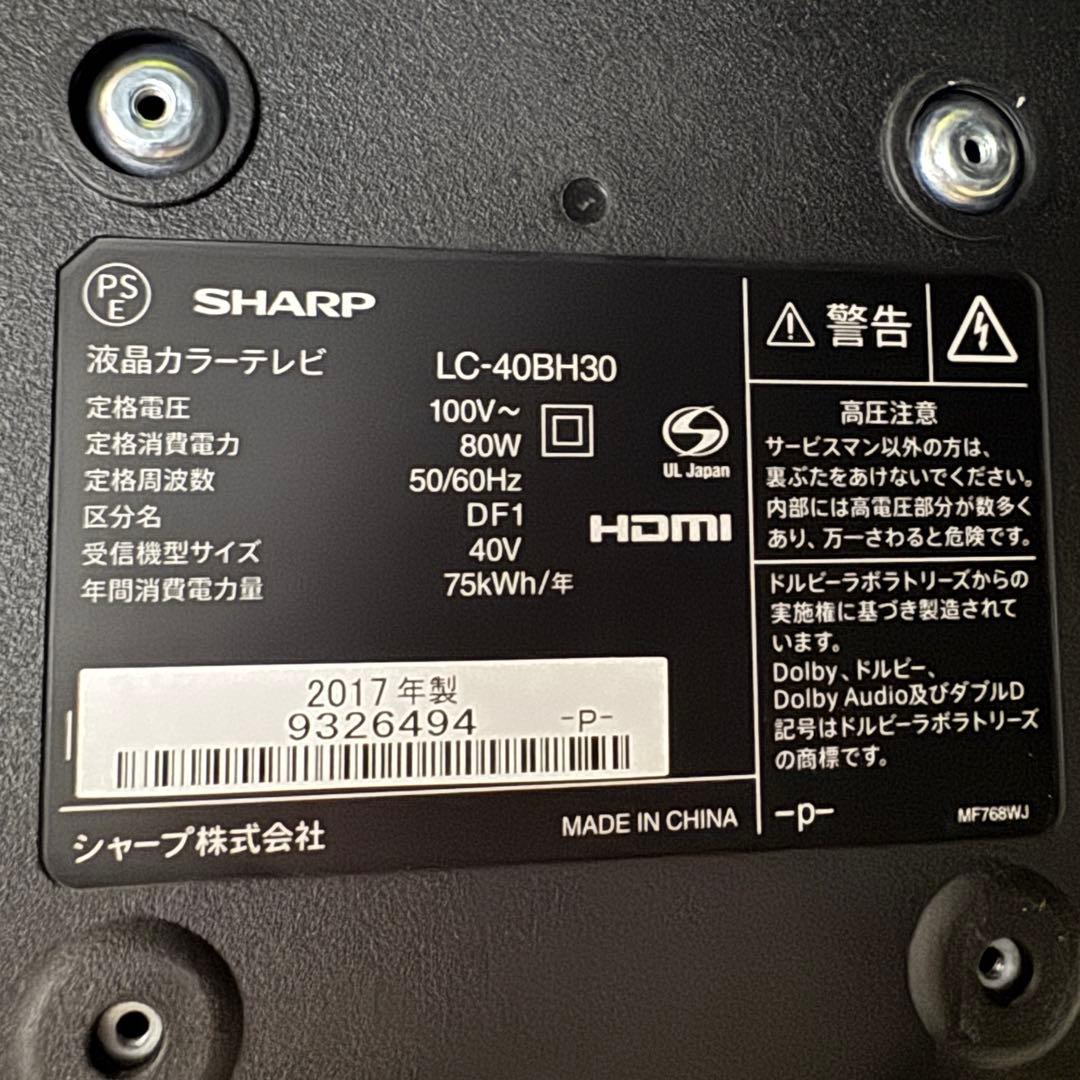 PS
E
SHARP
液晶カラーテレビ LC-40BH30
定格電圧 100V～
定格消費電力 80W
定格周波数 50/60Hz
区分名 DF1
受信機型サイズ 40V
年間消費電力量 75kWh/年
S
UL Japan
HDMI
2017年製
9326494 -P-
シャープ株式会社
MADE IN CHINA
警告
高圧注意
サービスマン以外の方は、
裏ぶたをあけないでください。
内部には高電圧部分が数多く
あり、万一さわると危険です。
ドルビーラボラトリーズからの
実施権に基づき製造されて
います。
Dolby、ドルビー、
Dolby Audio及びダブルD
記号はドルビーラボラトリーズ
の商標です。
-p-
MF768WJ